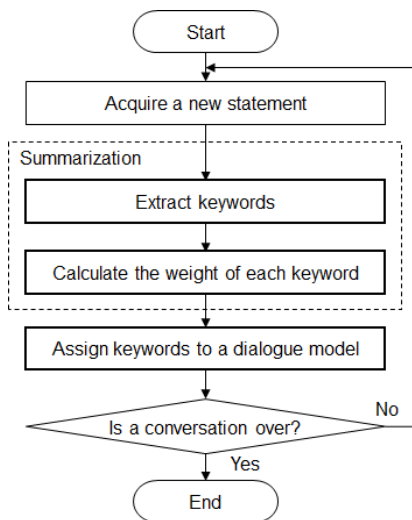 Start
Acquire a new statement
Summarization
Extract keywords
Calculate the weight of each keyword
Assign keywords to a dialogue model
Is a conversation over?
No
Yes
End